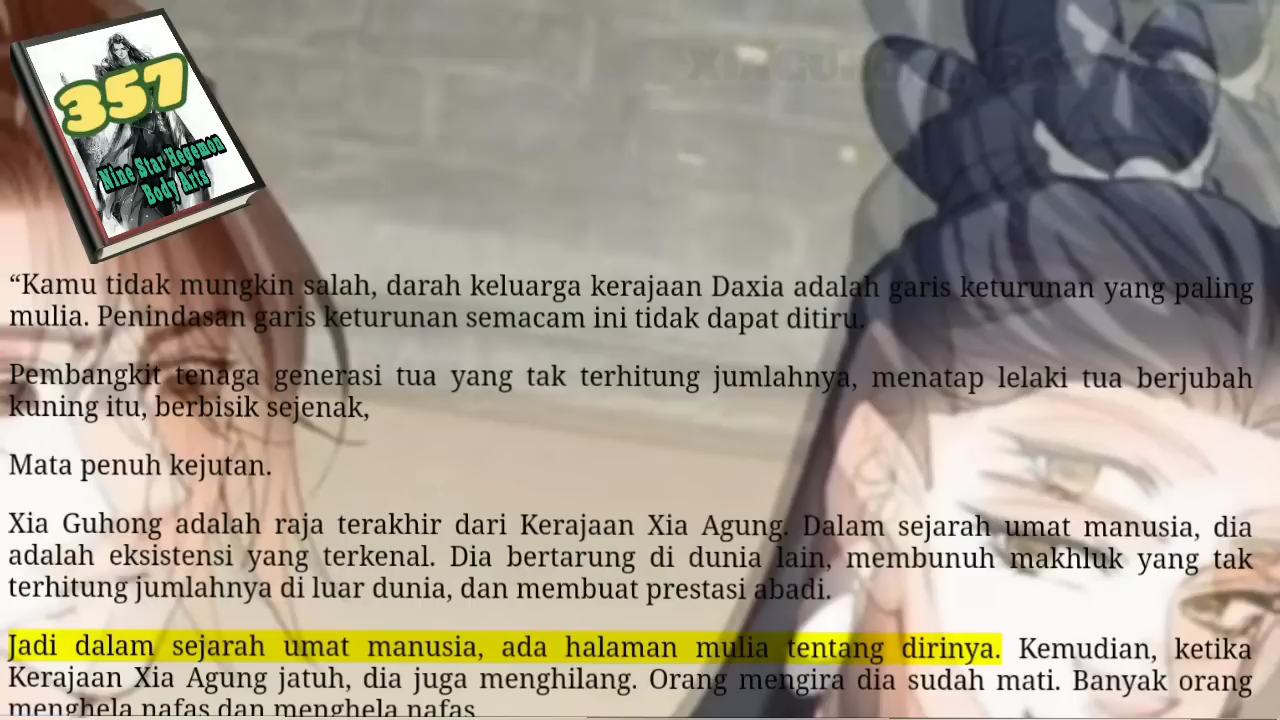 357
Nine Star Hegemon
Body Arts
“Kamu tidak mungkin salah, darah keluarga kerajaan Daxia adalah garis keturunan yang paling
mulia. Penindasan garis keturunan semacam ini tidak dapat ditiru.
Pembangkit tenaga generasi tua yang tak terhitung jumlahnya, menatap lelaki tua berjubah
kuning itu, berbisik sejenak,
Mata penuh kejutan.
Xia Guhong adalah raja terakhir dari Kerajaan Xia Agung. Dalam sejarah umat manusia, dia
adalah eksistensi yang terkenal. Dia bertarung di dunia lain, membunuh makhluk yang tak
terhitung jumlahnya di luar dunia, dan membuat prestasi abadi.
Jadi dalam sejarah umat manusia, ada halaman mulia tentang dirinya. Kemudian, ketika
Kerajaan Xia Agung jatuh, dia juga menghilang. Orang mengira dia sudah mati. Banyak orang
menghela nafas dan menghela nafas